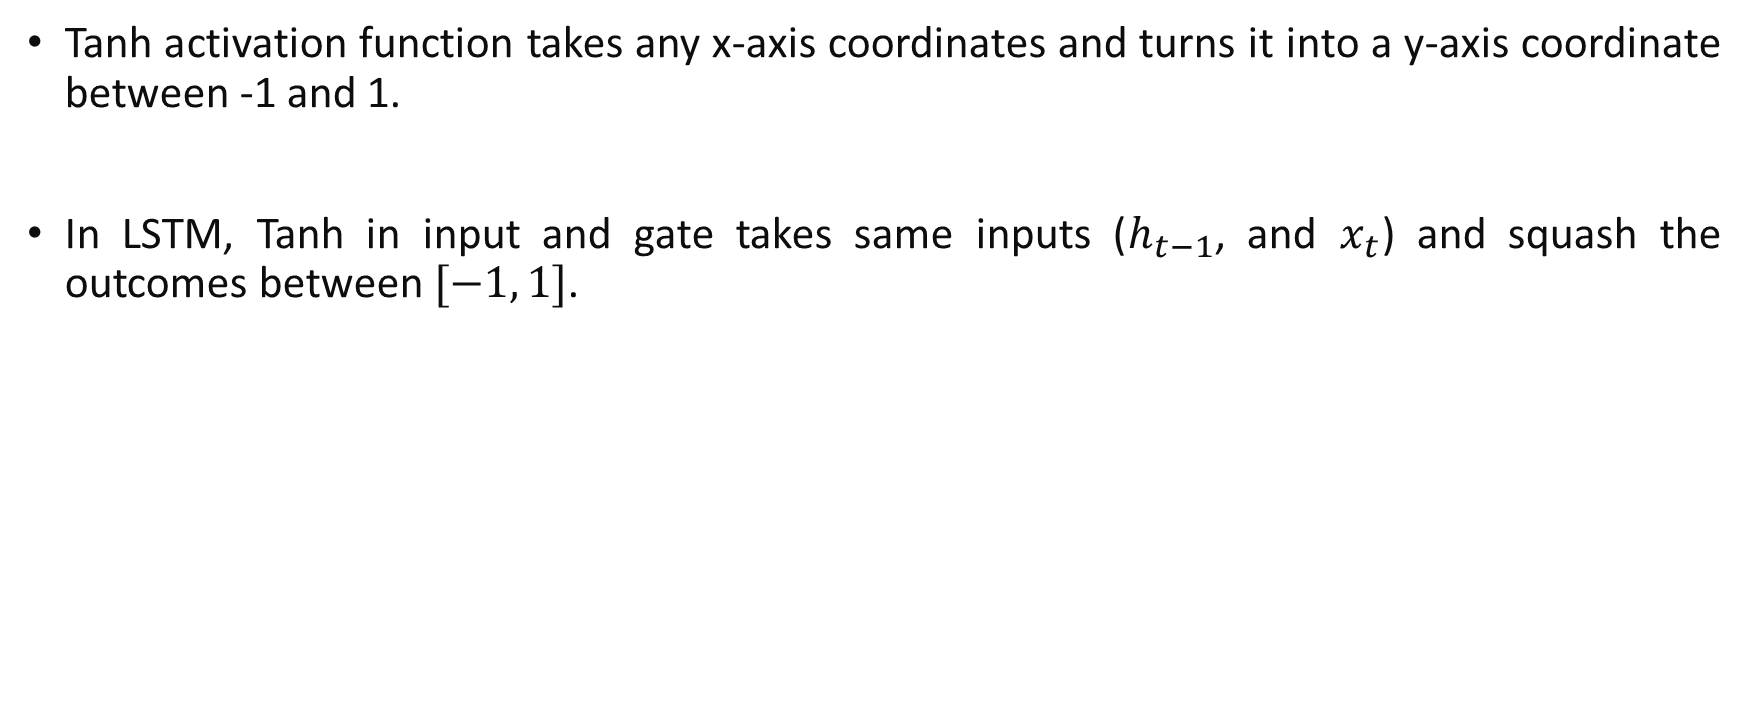 • Tanh activation function takes any x-axis coordinates and turns it into a y-axis coordinate
between -1 and 1.
• In LSTM, Tanh in input and gate takes same inputs (hₜ₋₁, and xₜ) and squash the
outcomes between [−1, 1].